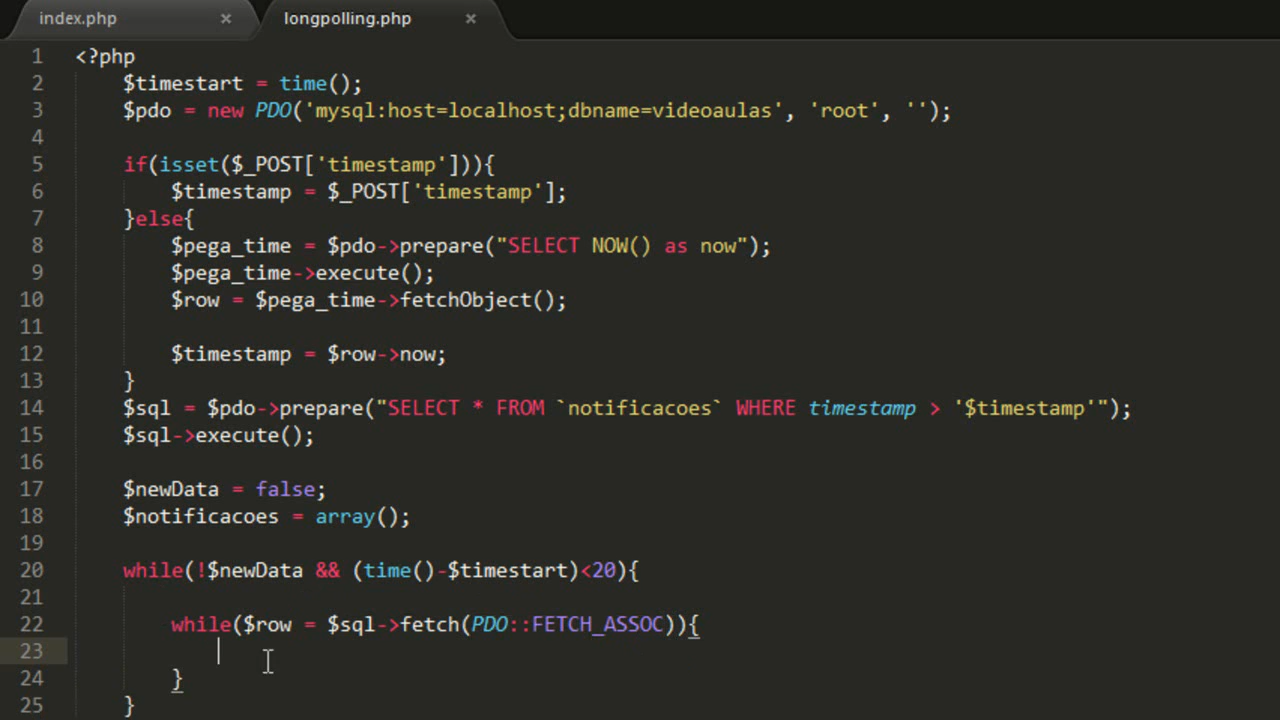 index.php × longpolling.php ×
1 <?php
2 $timestart = time();
3 $pdo = new PDO('mysql:host=localhost;dbname=videoaulas', 'root', '');
4
5 if(isset($_POST['timestamp'])){
6 $timestamp = $_POST['timestamp'];
7 }else{
8 $pega_time = $pdo->prepare("SELECT NOW() as now");
9 $pega_time->execute();
10 $row = $pega_time->fetchObject();
11
12 $timestamp = $row->now;
13 }
14 $sql = $pdo->prepare("SELECT * FROM `notificacoes` WHERE timestamp > '$timestamp'");
15 $sql->execute();
16
17 $newData = false;
18 $notificacoes = array();
19
20 while(!$newData && (time()-$timestart)<20){
21
22 while($row = $sql->fetch(PDO::FETCH_ASSOC)){
23
24 }
25 }